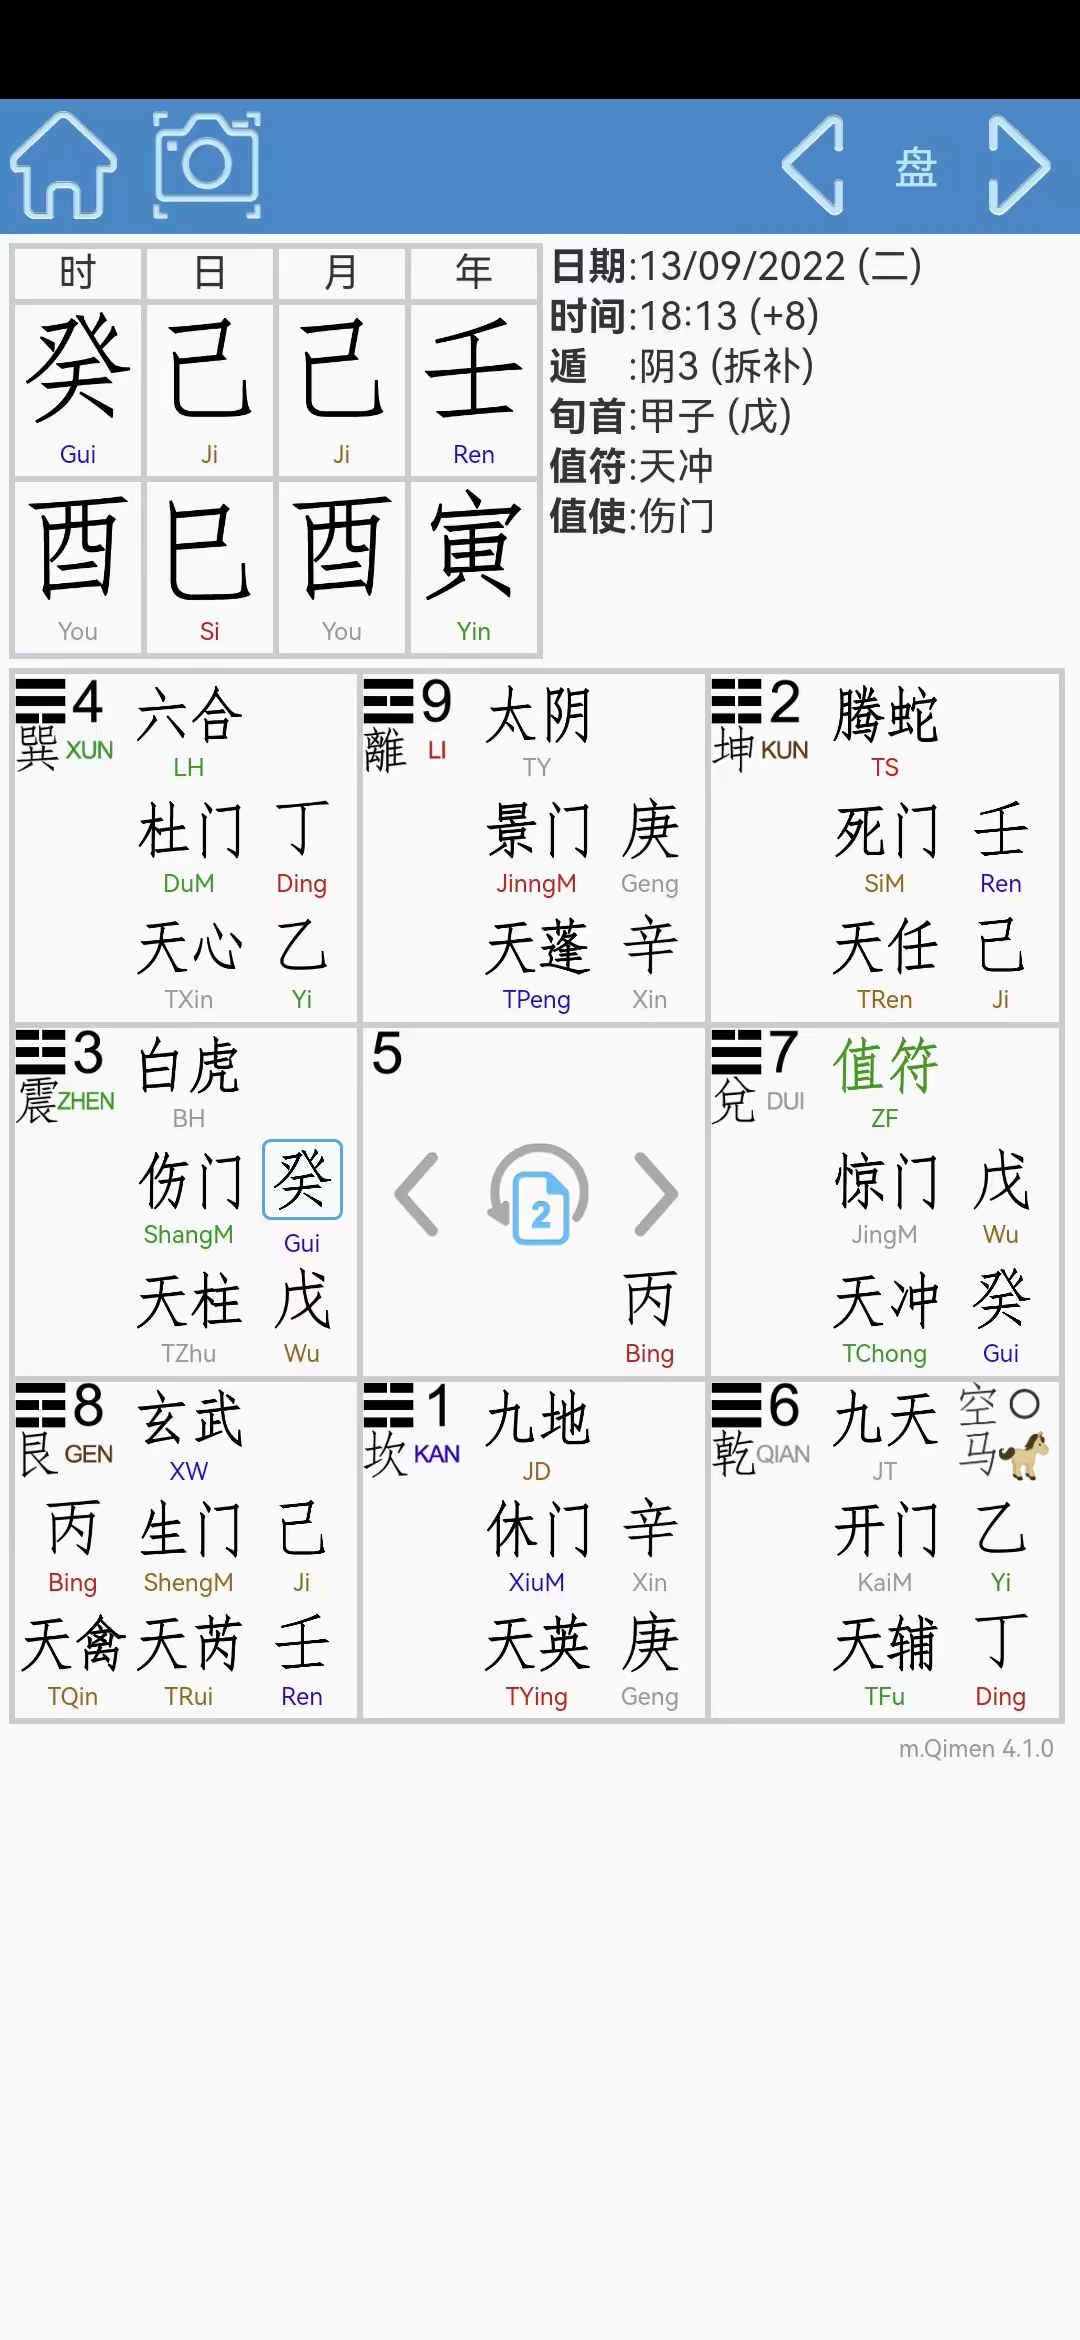 盘
时 日 月 年
癸 己 己 壬
Gui Ji Ji Ren
酉 巳 酉 寅
You Si You Yin
日期:13/09/2022 (二)
时间:18:13 (+8)
遁 :阴3 (拆补)
旬首:甲子 (戊)
值符:天冲
值使:伤门
4 六合
巽 XUN
LH
杜门 丁
DuM Ding
天心 乙
TXin Yi
9 太阴
離 LI
TY
景门 庚
JinngM Geng
天蓬 辛
TPeng Xin
2 腾蛇
坤 KUN
TS
死门 壬
SiM Ren
天任 己
TRen Ji
3 白虎
震 ZHEN
BH
伤门 癸
ShangM Gui
天柱 戊
TZhu Wu
5
2
丙
Bing
7 值符
兌 DUI
ZF
惊门 戊
JingM Wu
天冲 癸
TChong Gui
8 玄武
艮 GEN
XW
丙 生门 己
Bing ShengM Ji
天禽 天芮 壬
TQin TRui Ren
1 九地
坎 KAN
JD
休门 辛
XiuM Xin
天英 庚
TYing Geng
6 九天 空
乾 QIAN 马
JT
开门 乙
KaiM Yi
天辅 丁
TFu Ding
m.Qimen 4.1.0